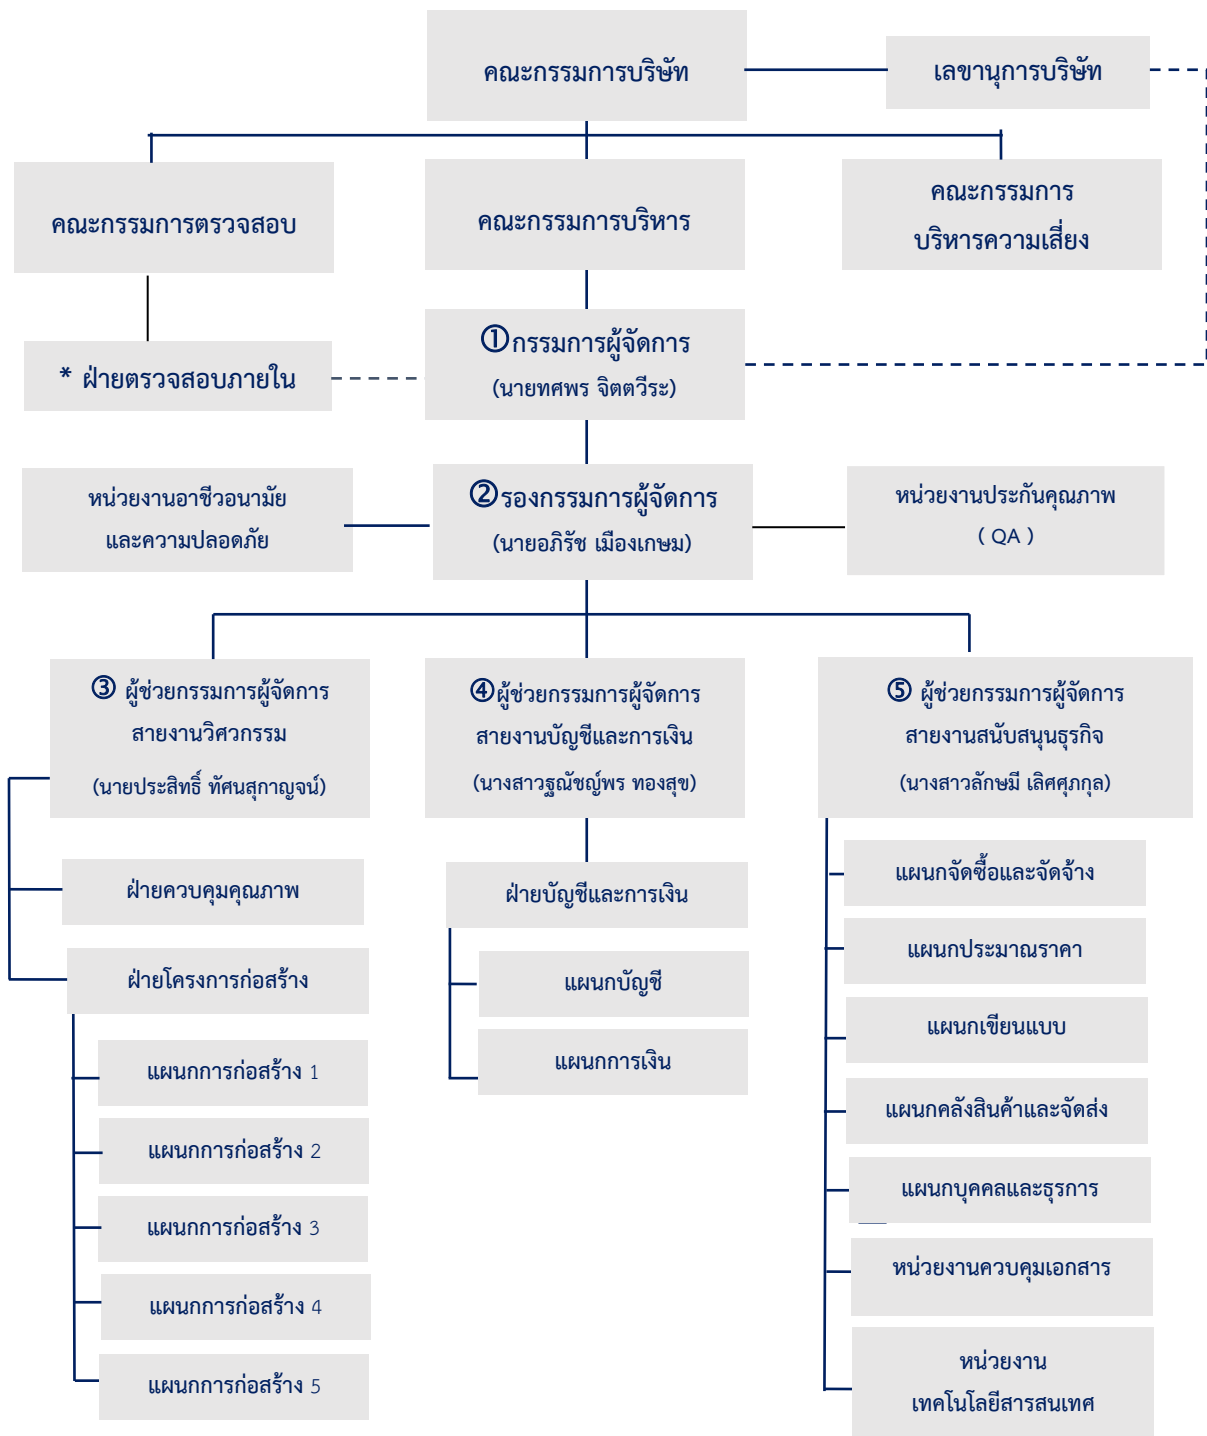 คณะกรรมการบริษัท
เลขานุการบริษัท
คณะกรรมการตรวจสอบ
คณะกรรมการบริหาร
คณะกรรมการ
บริหารความเสี่ยง
* ฝ่ายตรวจสอบภายใน
①กรรมการผู้จัดการ
(นายทศพร จิตตวีระ)
หน่วยงานอาชีวอนามัย
และความปลอดภัย
②รองกรรมการผู้จัดการ
(นายอภิรัช เมืองเกษม)
หน่วยงานประกันคุณภาพ
( QA )
③ ผู้ช่วยกรรมการผู้จัดการ
สายงานวิศวกรรม
(นายประสิทธิ์ ทัศนสุกาญจน์)
④ผู้ช่วยกรรมการผู้จัดการ
สายงานบัญชีและการเงิน
(นางสาวฐณัชญ์พร ทองสุข)
⑤ ผู้ช่วยกรรมการผู้จัดการ
สายงานสนับสนุนธุรกิจ
(นางสาวลักษมี เลิศศุภกุล)
ฝ่ายควบคุมคุณภาพ
ฝ่ายโครงการก่อสร้าง
แผนกการก่อสร้าง 1
แผนกการก่อสร้าง 2
แผนกการก่อสร้าง 3
แผนกการก่อสร้าง 4
แผนกการก่อสร้าง 5
ฝ่ายบัญชีและการเงิน
แผนกบัญชี
แผนกการเงิน
แผนกจัดซื้อและจัดจ้าง
แผนกประมาณราคา
แผนกเขียนแบบ
แผนกคลังสินค้าและจัดส่ง
แผนกบุคคลและธุรการ
หน่วยงานควบคุมเอกสาร
หน่วยงาน
เทคโนโลยีสารสนเทศ